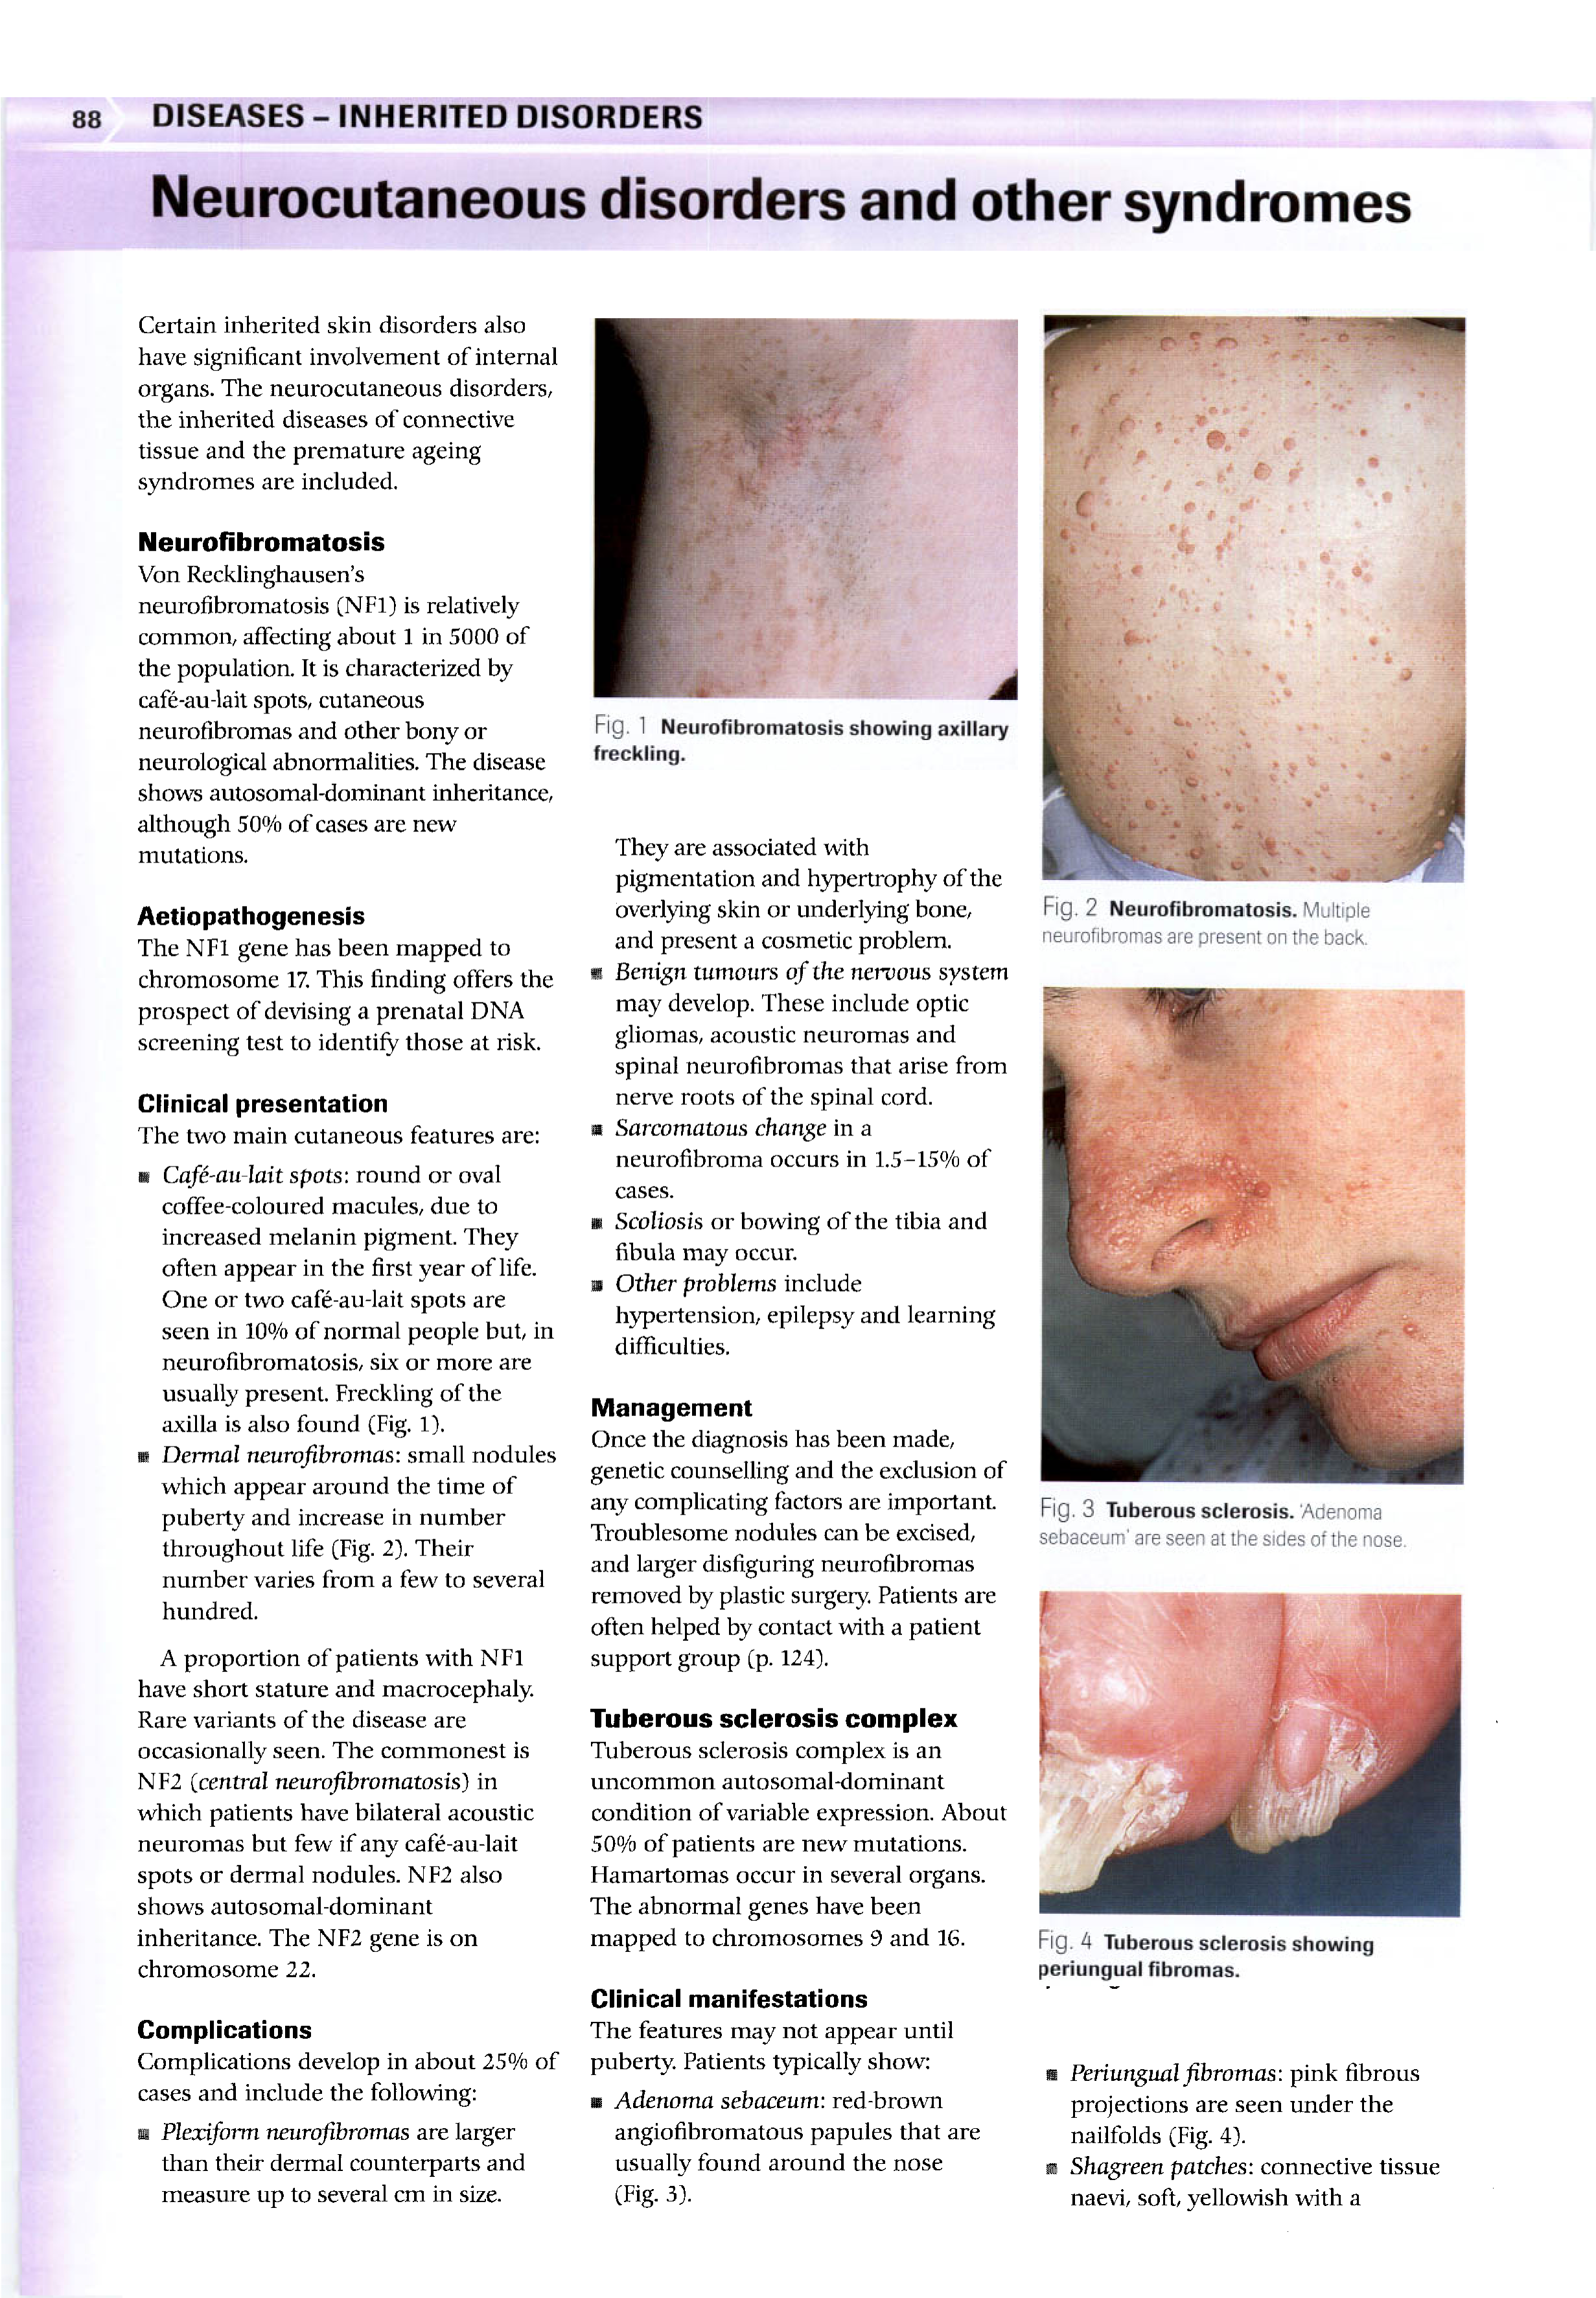 88
DISEASES – INHERITED DISORDERS
Neurocutaneous disorders and other syndromes
Certain inherited skin disorders also
have significant involvement of internal
organs. The neurocutaneous disorders,
the inherited diseases of connective
tissue and the premature ageing
syndromes are included.
Neurofibromatosis
Von Recklinghausen's
neurofibromatosis (NF1) is relatively
common, affecting about 1 in 5000 of
the population. It is characterized by
café-au-lait spots, cutaneous
neurofibromas and other bony or
neurological abnormalities. The disease
shows autosomal-dominant inheritance,
although 50% of cases are new
mutations.
Aetiopathogenesis
The NF1 gene has been mapped to
chromosome 17. This finding offers the
prospect of devising a prenatal DNA
screening test to identify those at risk.
Clinical presentation
The two main cutaneous features are:
■ Café-au-lait spots: round or oval
coffee-coloured macules, due to
increased melanin pigment. They
often appear in the first year of life.
One or two café-au-lait spots are
seen in 10% of normal people but, in
neurofibromatosis, six or more are
usually present. Freckling of the
axilla is also found (Fig. 1).
■ Dermal neurofibromas: small nodules
which appear around the time of
puberty and increase in number
throughout life (Fig. 2). Their
number varies from a few to several
hundred.
A proportion of patients with NF1
have short stature and macrocephaly.
Rare variants of the disease are
occasionally seen. The commonest is
NF2 (central neurofibromatosis) in
which patients have bilateral acoustic
neuromas but few if any café-au-lait
spots or dermal nodules. NF2 also
shows autosomal-dominant
inheritance. The NF2 gene is on
chromosome 22.
Complications
Complications develop in about 25% of
cases and include the following:
■ Plexiform neurofibromas are larger
than their dermal counterparts and
measure up to several cm in size.
Fig. 1 Neurofibromatosis showing axillary
freckling.
They are associated with
pigmentation and hypertrophy of the
overlying skin or underlying bone,
and present a cosmetic problem.
■ Benign tumours of the nervous system
may develop. These include optic
gliomas, acoustic neuromas and
spinal neurofibromas that arise from
nerve roots of the spinal cord.
■ Sarcomatous change in a
neurofibroma occurs in 1.5–15% of
cases.
■ Scoliosis or bowing of the tibia and
fibula may occur.
■ Other problems include
hypertension, epilepsy and learning
difficulties.
Management
Once the diagnosis has been made,
genetic counselling and the exclusion of
any complicating factors are important.
Troublesome nodules can be excised,
and larger disfiguring neurofibromas
removed by plastic surgery. Patients are
often helped by contact with a patient
support group (p. 124).
Tuberous sclerosis complex
Tuberous sclerosis complex is an
uncommon autosomal-dominant
condition of variable expression. About
50% of patients are new mutations.
Hamartomas occur in several organs.
The abnormal genes have been
mapped to chromosomes 9 and 16.
Clinical manifestations
The features may not appear until
puberty. Patients typically show:
■ Adenoma sebaceum: red-brown
angiofibromatous papules that are
usually found around the nose
(Fig. 3).
Fig. 2 Neurofibromatosis. Multiple
neurofibromas are present on the back.
Fig. 3 Tuberous sclerosis. 'Adenoma
sebaceum' are seen at the sides of the nose.
Fig. 4 Tuberous sclerosis showing
periungual fibromas.
■ Periungual fibromas: pink fibrous
projections are seen under the
nailfolds (Fig. 4).
■ Shagreen patches: connective tissue
naevi, soft, yellowish with a